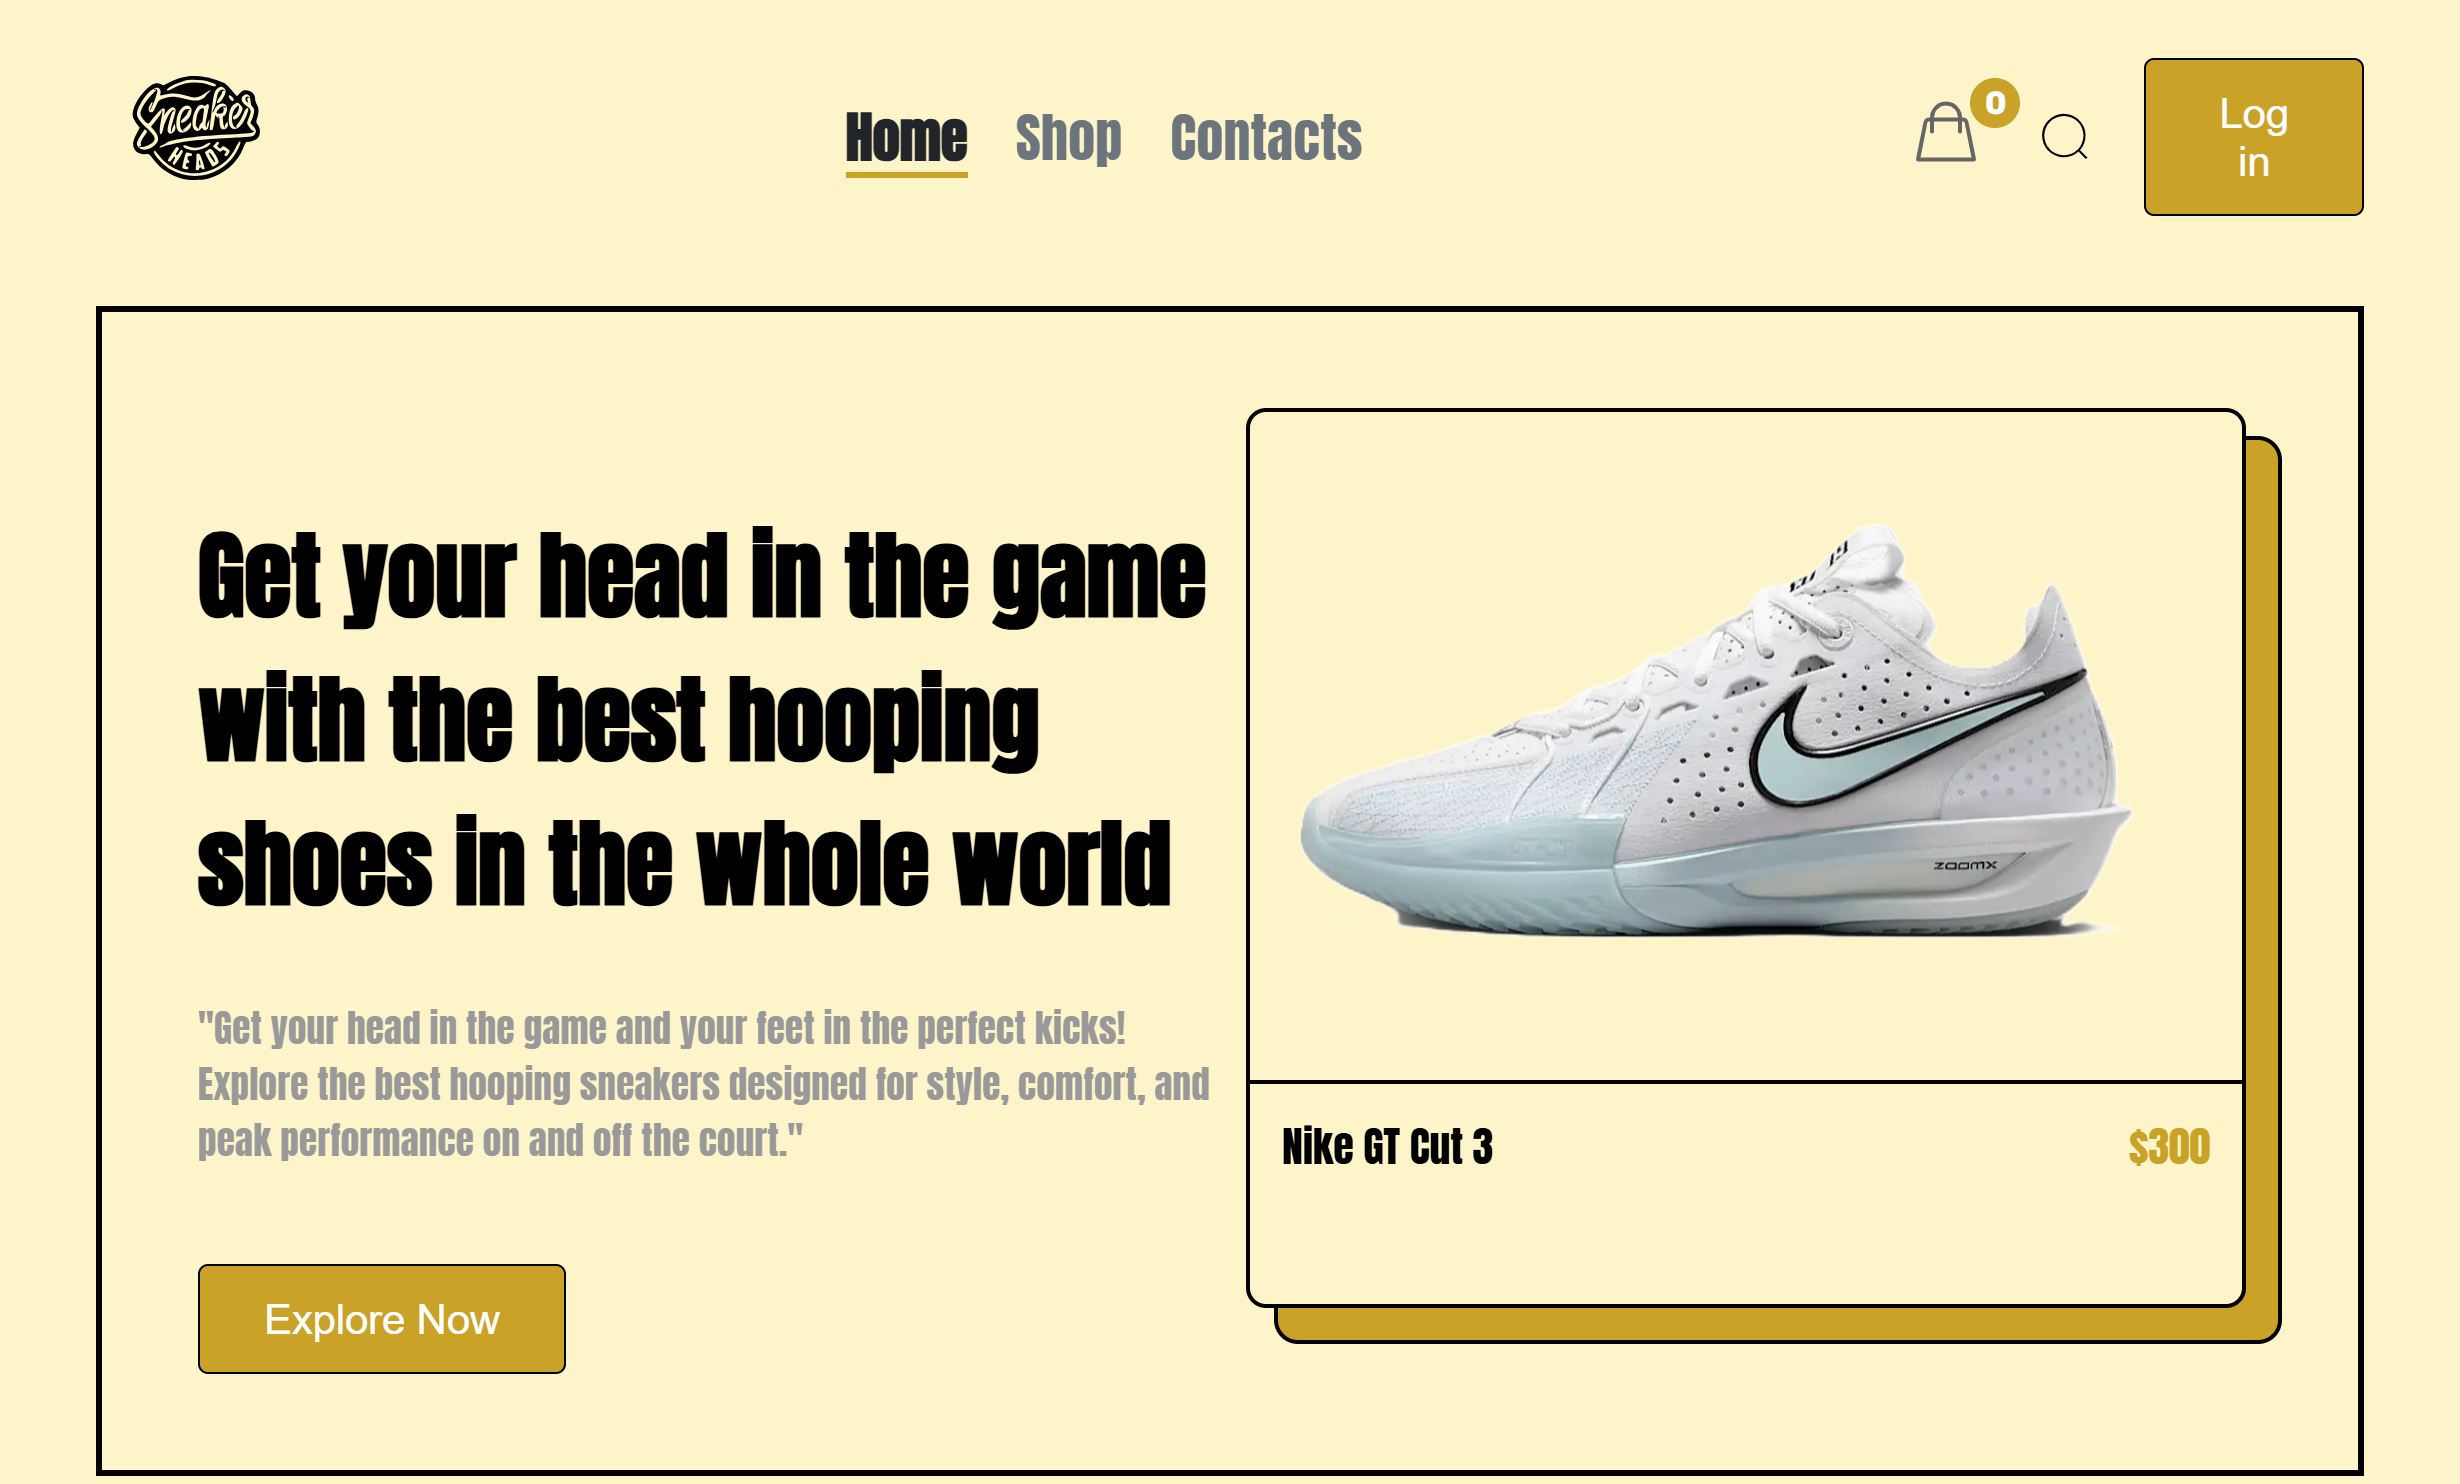 Sneaker
HEADS
Home Shop Contacts
0
Log
in
Get your head in the game
with the best hooping
shoes in the whole world
"Get your head in the game and your feet in the perfect kicks!
Explore the best hooping sneakers designed for style, comfort, and
peak performance on and off the court."
Explore Now
ZOOMX
Nike GT Cut 3
$300